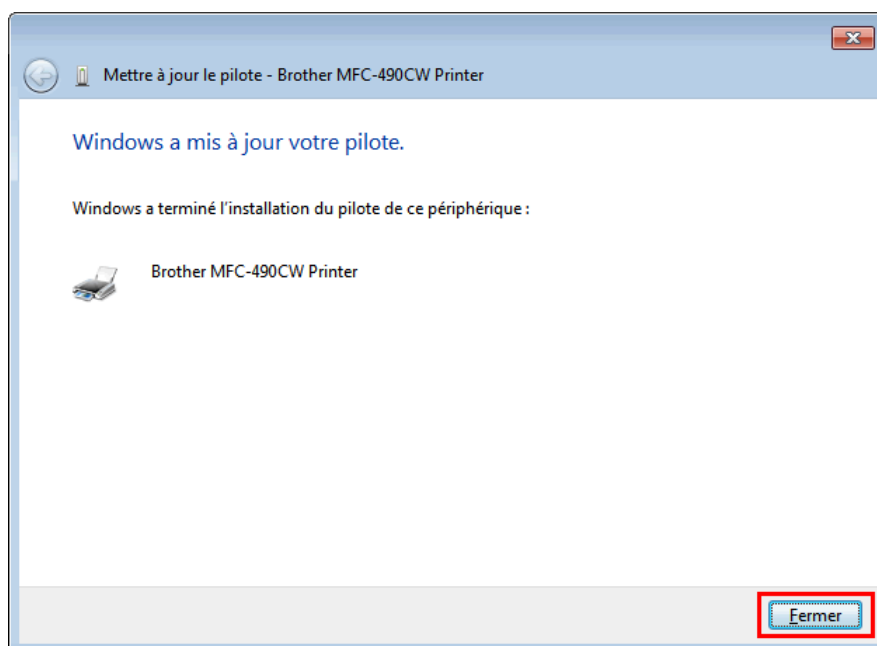 Mettre à jour le pilote - Brother MFC-490CW Printer
Windows a mis à jour votre pilote.
Windows a terminé l'installation du pilote de ce périphérique :
Brother MFC-490CW Printer
Fermer